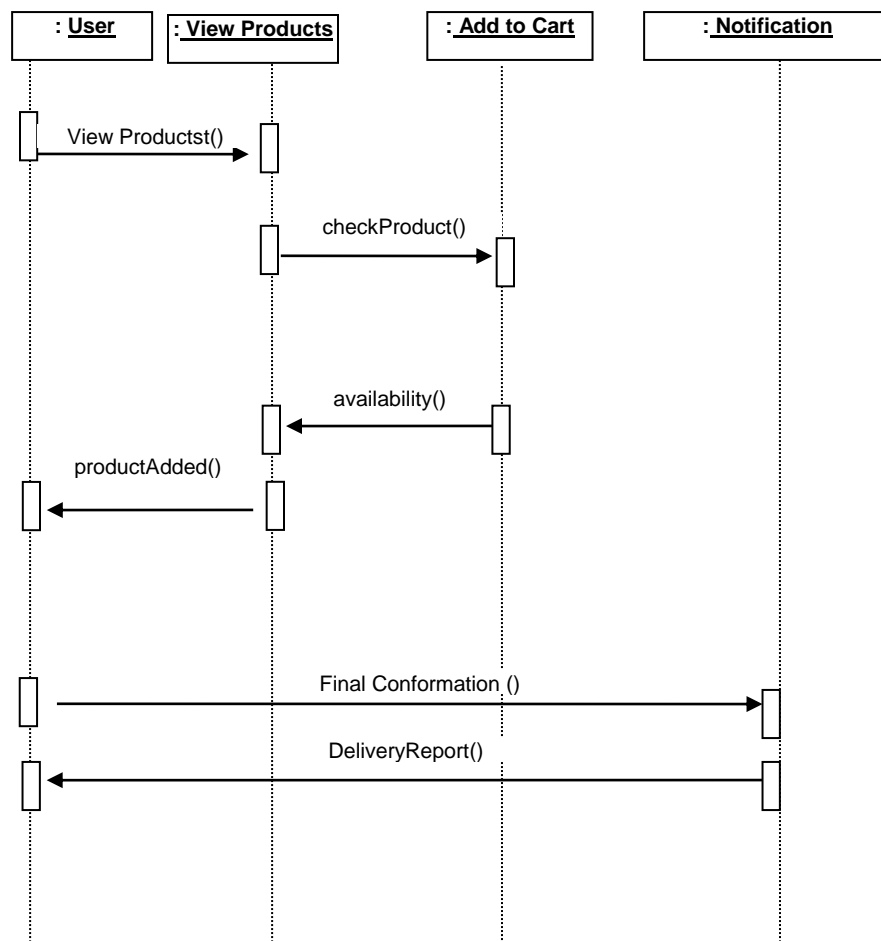 : User
: View Products
: Add to Cart
: Notification
View Productst()
checkProduct()
availability()
productAdded()
Final Conformation ()
DeliveryReport()